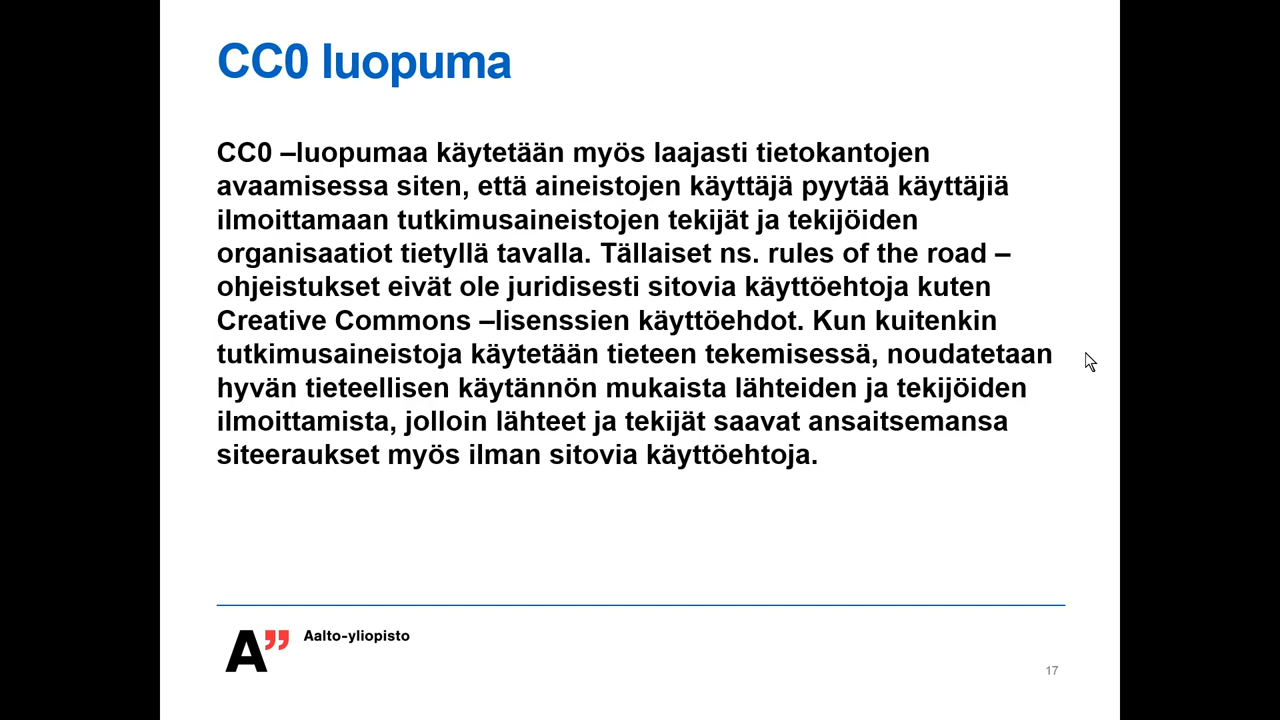 CC0 luopuma
CC0 –luopumaa käytetään myös laajasti tietokantojen
avaamisessa siten, että aineistojen käyttäjä pyytää käyttäjiä
ilmoittamaan tutkimusaineistojen tekijät ja tekijöiden
organisaatiot tietyllä tavalla. Tällaiset ns. rules of the road –
ohjeistukset eivät ole juridisesti sitovia käyttöehtoja kuten
Creative Commons –lisenssien käyttöehdot. Kun kuitenkin
tutkimusaineistoja käytetään tieteen tekemisessä, noudatetaan
hyvän tieteellisen käytännön mukaista lähteiden ja tekijöiden
ilmoittamista, jolloin lähteet ja tekijät saavat ansaitsemansa
siteeraukset myös ilman sitovia käyttöehtoja.
A”
Aalto-yliopisto
17